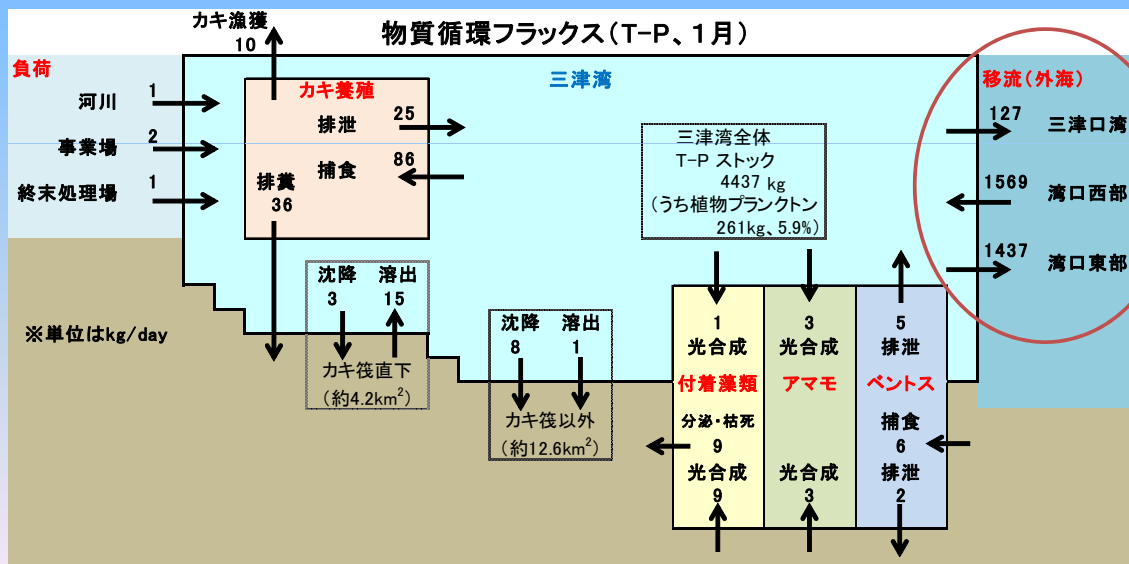 物質循環フラックス(T-P、1月)
カキ漁獲
10
負荷
河川
1
事業場
2
終末処理場
1
カキ養殖
排泄
25
捕食
86
排糞
36
三津湾
三津湾全体
T-P ストック
4437 kg
(うち植物プランクトン
261kg、5.9%)
移流(外海)
127
三津口湾
1569
湾口西部
1437
湾口東部
※単位はkg/day
沈降 溶出
3 15
カキ筏直下
(約4.2km²)
沈降 溶出
8 1
カキ筏以外
(約12.6km²)
1
光合成
付着藻類
分泌・枯死
9
光合成
9
3
光合成
アマモ
光合成
3
5
排泄
ベントス
捕食
6
排泄
2